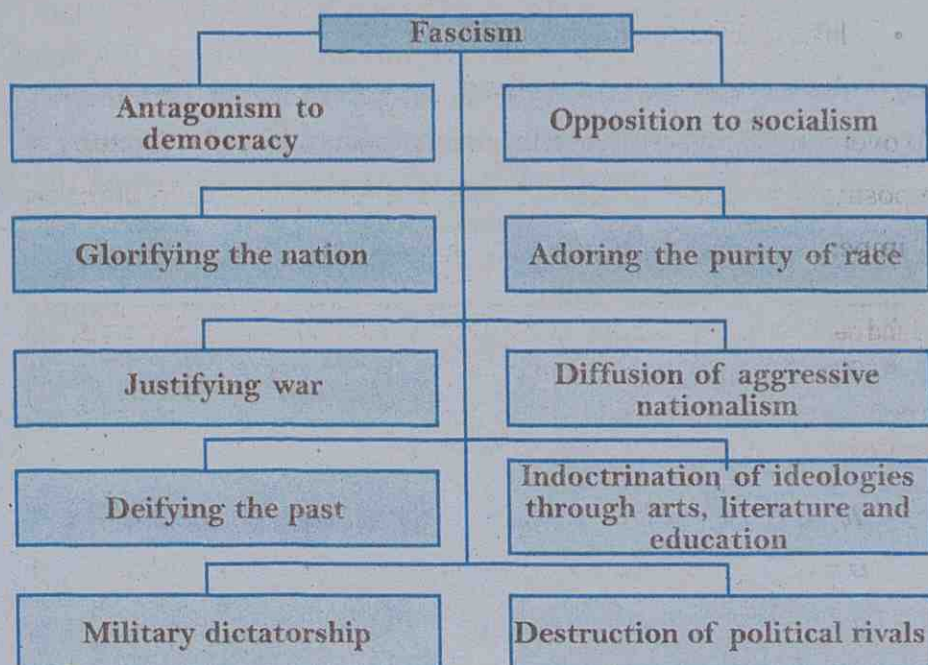 Fascism
Antagonism to
democracy
Opposition to socialism
Glorifying the nation
Adoring the purity of race
Justifying war
Diffusion of aggressive
nationalism
Deifying the past
Indoctrination of ideologies
through arts, literature and
education
Military dictatorship
Destruction of political rivals